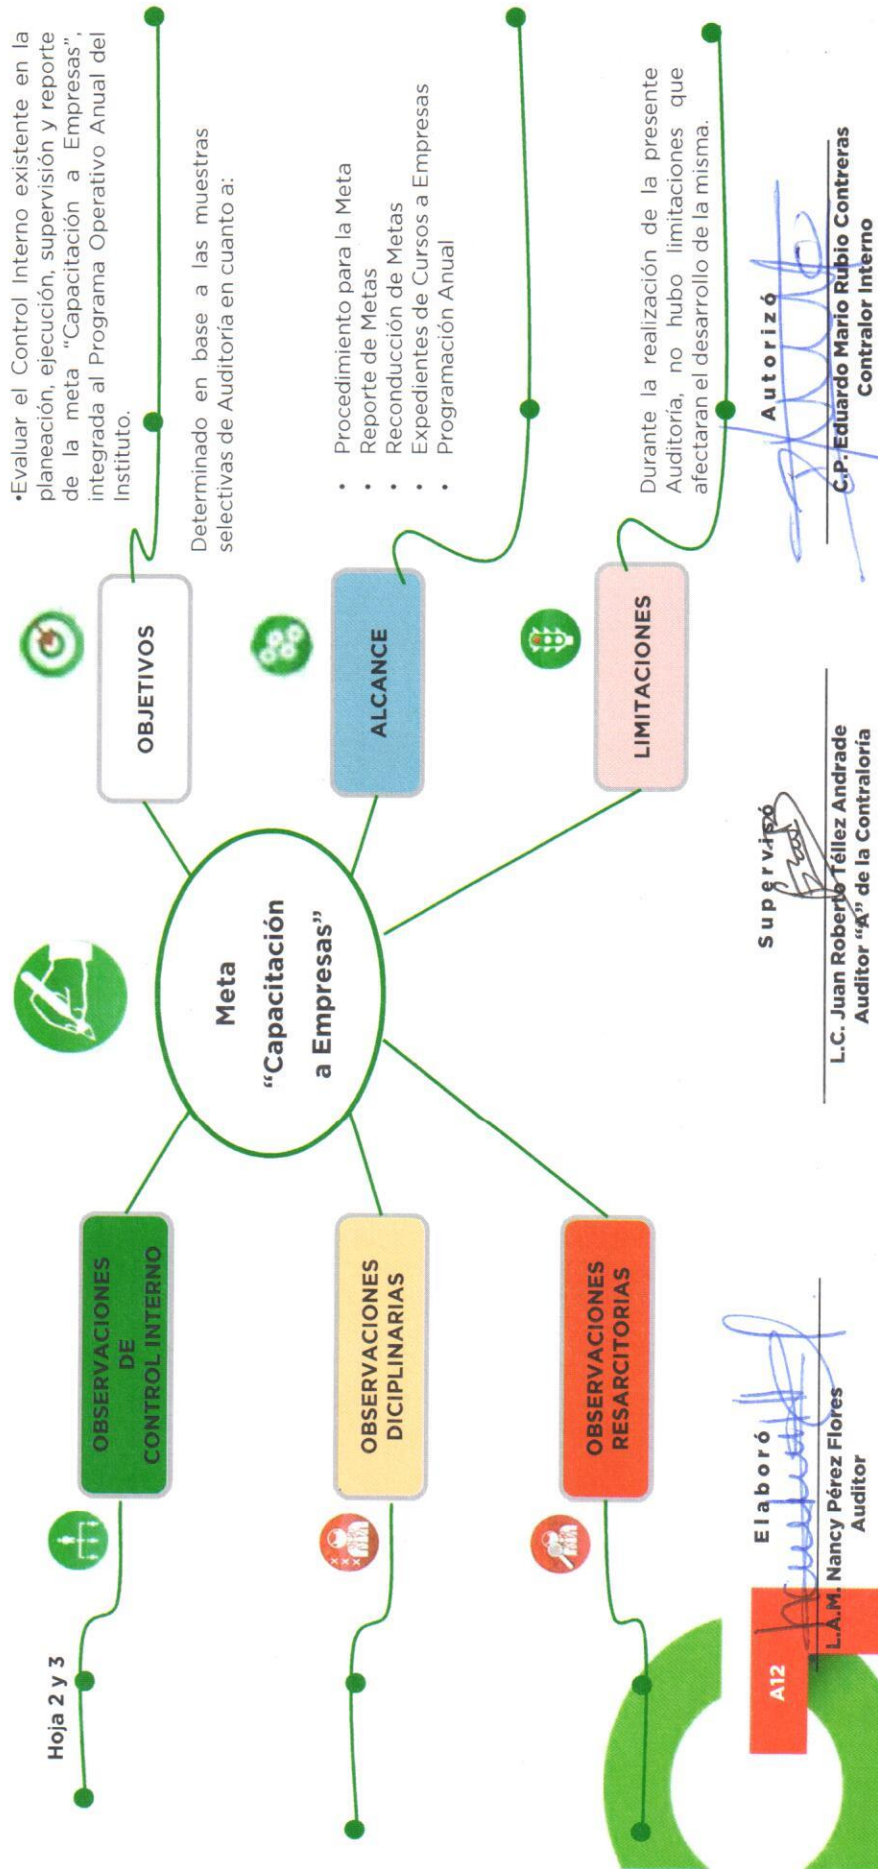 Hoja 2 y 3
OBSERVACIONES
DE
CONTROL INTERNO
OBSERVACIONES
DICIPLINARIAS
OBSERVACIONES
RESARCITORIAS
Meta
“Capacitación
a Empresas”
OBJETIVOS
•Evaluar el Control Interno existente en la
planeación, ejecución, supervisión y reporte
de la meta “Capacitación a Empresas”,
integrada al Programa Operativo Anual del
Instituto.
ALCANCE
Determinado en base a las muestras
selectivas de Auditoría en cuanto a:
• Procedimiento para la Meta
• Reporte de Metas
• Reconducción de Metas
• Expedientes de Cursos a Empresas
• Programación Anual
LIMITACIONES
Durante la realización de la presente
Auditoría, no hubo limitaciones que
afectaran el desarrollo de la misma.
A12
Elaboró
L.A.M. Nancy Pérez Flores
Auditor
Supervisó
L.C. Juan Roberto Téllez Andrade
Auditor “A” de la Contraloría
Autorizó
C.P. Eduardo Mario Rubio Contreras
Contralor Interno